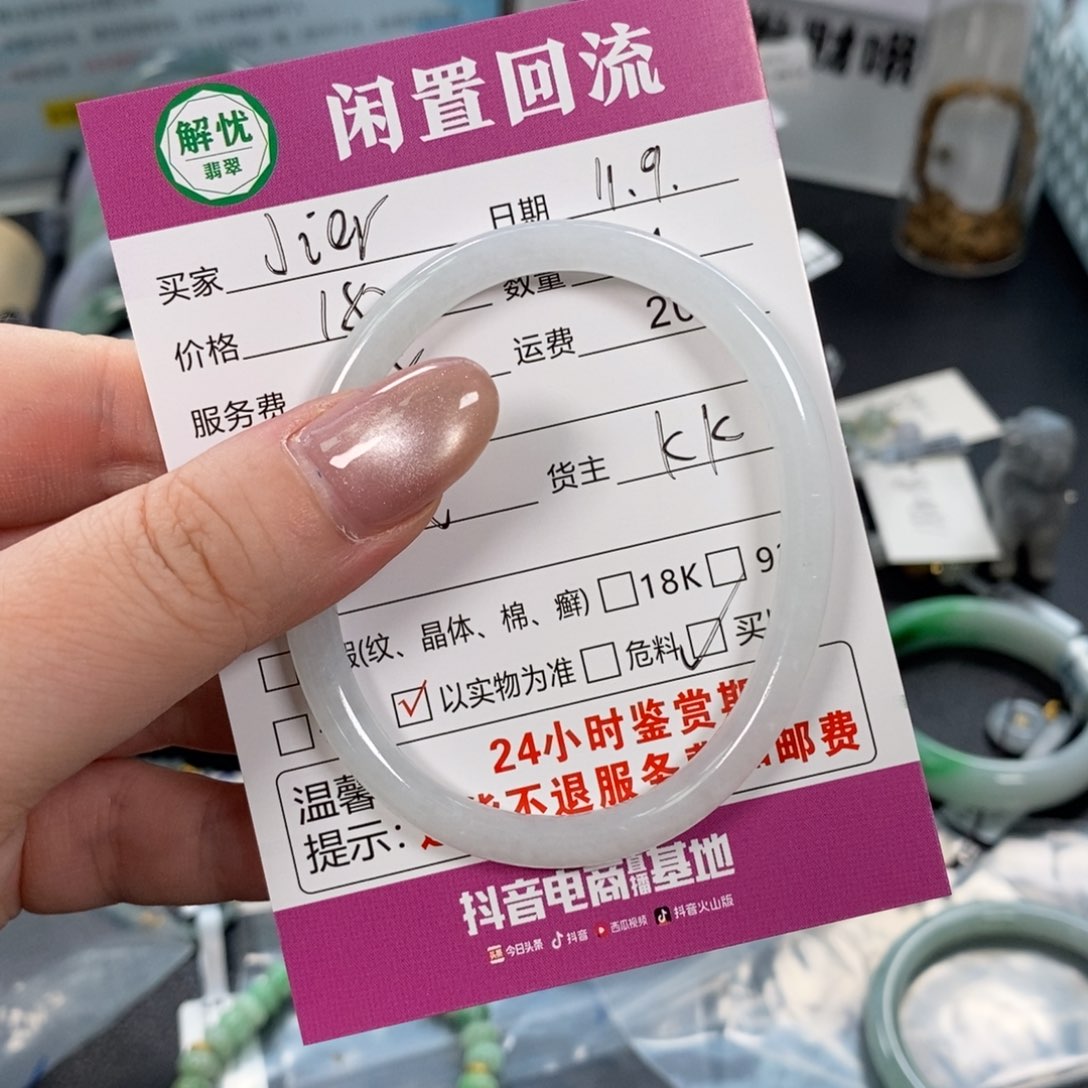 闲置回流
解忧
翡翠
买家 Jier 日期 11.9.
价格 18 数量
服务费 运费 20
货主 KK
(纹、晶体、棉、癣) 18K 9
以实物为准 危料 买
24小时鉴赏期
不退服务 邮费
温馨
提示:
抖音电商直播基地
今日头条 抖音 西瓜视频 抖音火山版